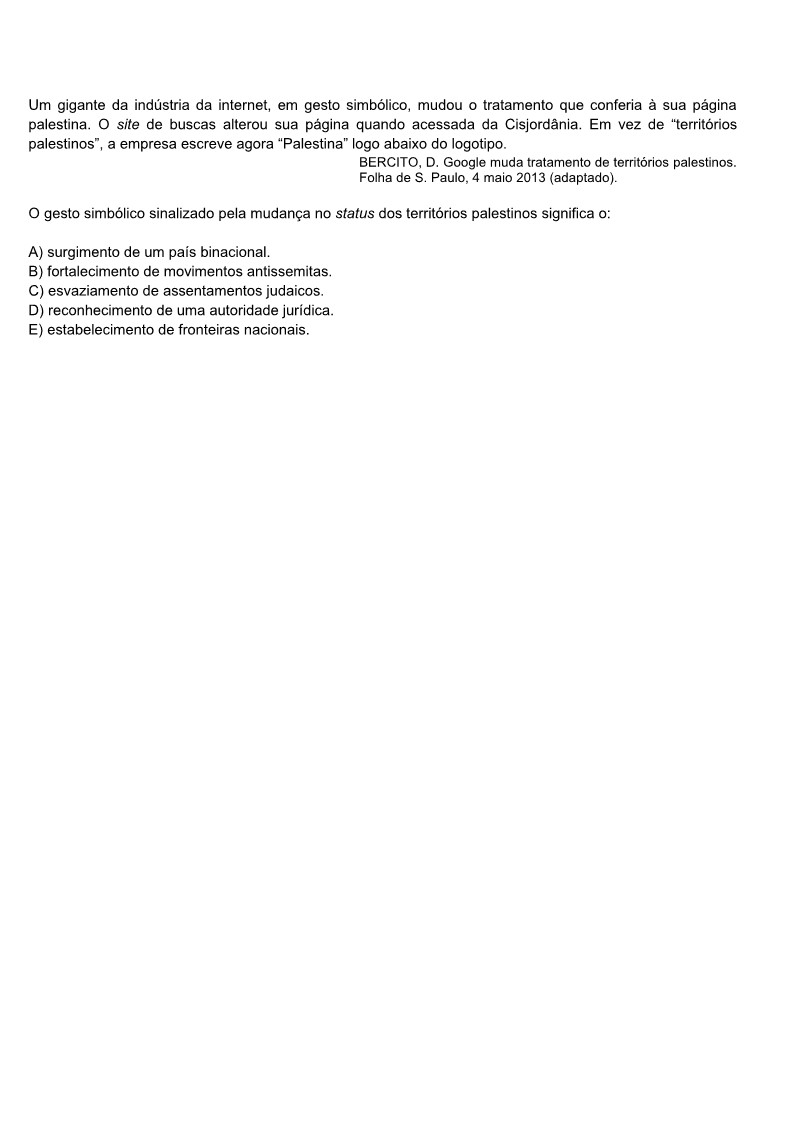 Um gigante da indústria da internet, em gesto simbólico, mudou o tratamento que conferia à sua página
palestina. O site de buscas alterou sua página quando acessada da Cisjordânia. Em vez de “territórios
palestinos”, a empresa escreve agora “Palestina” logo abaixo do logotipo.
BERCITO, D. Google muda tratamento de territórios palestinos.
Folha de S. Paulo, 4 maio 2013 (adaptado).
O gesto simbólico sinalizado pela mudança no status dos territórios palestinos significa o:
A) surgimento de um país binacional.
B) fortalecimento de movimentos antissemitas.
C) esvaziamento de assentamentos judaicos.
D) reconhecimento de uma autoridade jurídica.
E) estabelecimento de fronteiras nacionais.